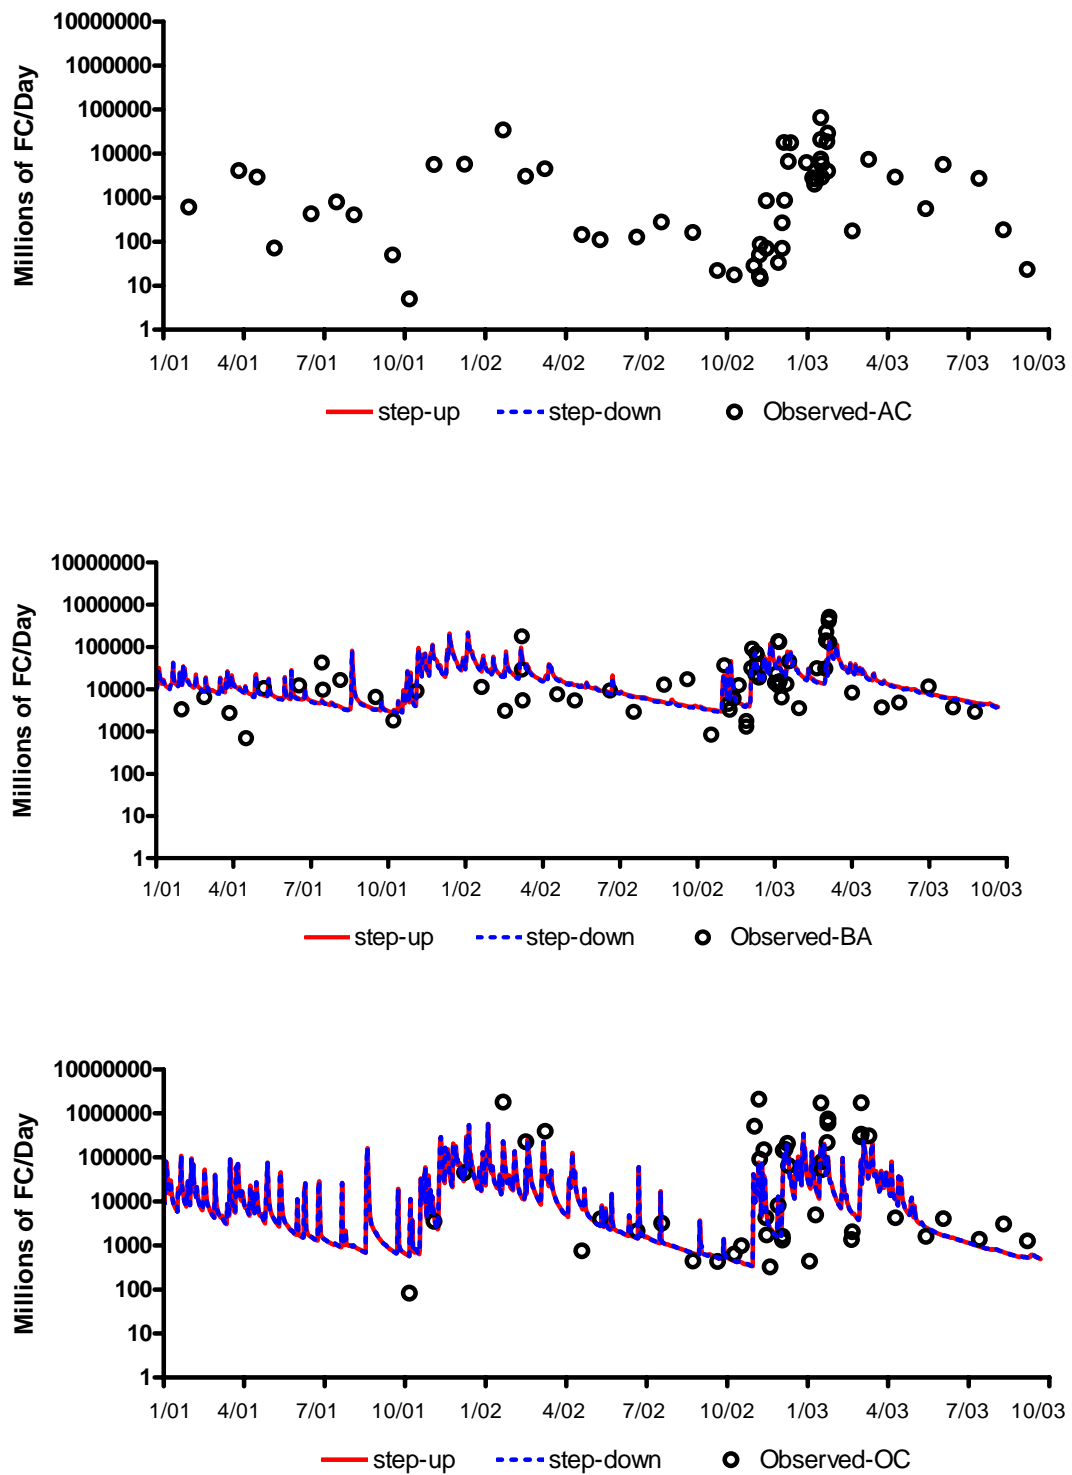 Millions of FC/Day
10000000
1000000
100000
10000
1000
100
10
1
1/01 4/01 7/01 10/01 1/02 4/02 7/02 10/02 1/03 4/03 7/03 10/03
step-up step-down Observed-AC
Millions of FC/Day
10000000
1000000
100000
10000
1000
100
10
1
1/01 4/01 7/01 10/01 1/02 4/02 7/02 10/02 1/03 4/03 7/03 10/03
step-up step-down Observed-BA
Millions of FC/Day
10000000
1000000
100000
10000
1000
100
10
1
1/01 4/01 7/01 10/01 1/02 4/02 7/02 10/02 1/03 4/03 7/03 10/03
step-up step-down Observed-OC